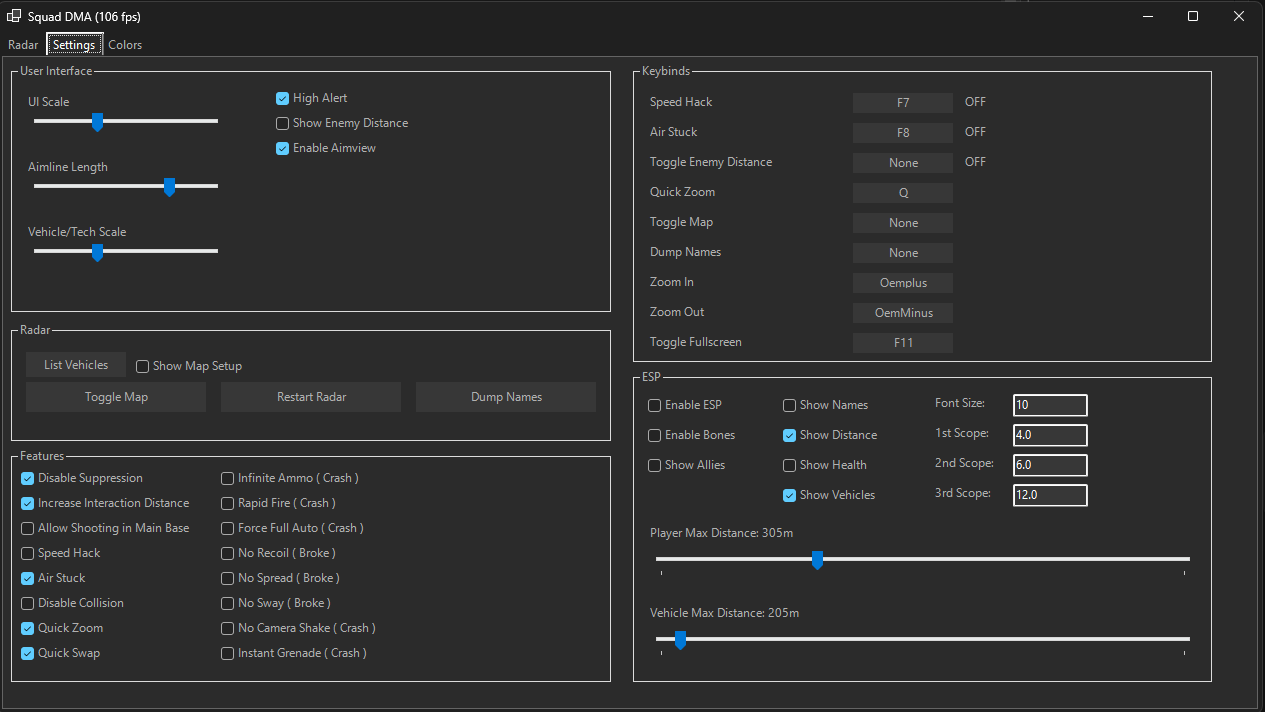 Squad DMA (106 fps)
Radar Settings Colors
User Interface
UI Scale
Aimline Length
Vehicle/Tech Scale
High Alert
Show Enemy Distance
Enable Aimview
Radar
List Vehicles Show Map Setup
Toggle Map Restart Radar Dump Names
Features
Disable Suppression
Increase Interaction Distance
Allow Shooting in Main Base
Speed Hack
Air Stuck
Disable Collision
Quick Zoom
Quick Swap
Infinite Ammo ( Crash )
Rapid Fire ( Crash )
Force Full Auto ( Crash )
No Recoil ( Broke )
No Spread ( Broke )
No Sway ( Broke )
No Camera Shake ( Crash )
Instant Grenade ( Crash )
Keybinds
Speed Hack F7 OFF
Air Stuck F8 OFF
Toggle Enemy Distance None OFF
Quick Zoom Q
Toggle Map None
Dump Names None
Zoom In Oemplus
Zoom Out OemMinus
Toggle Fullscreen F11
ESP
Enable ESP
Enable Bones
Show Allies
Show Names
Show Distance
Show Health
Show Vehicles
Font Size: 10
1st Scope: 4.0
2nd Scope: 6.0
3rd Scope: 12.0
Player Max Distance: 305m
Vehicle Max Distance: 205m